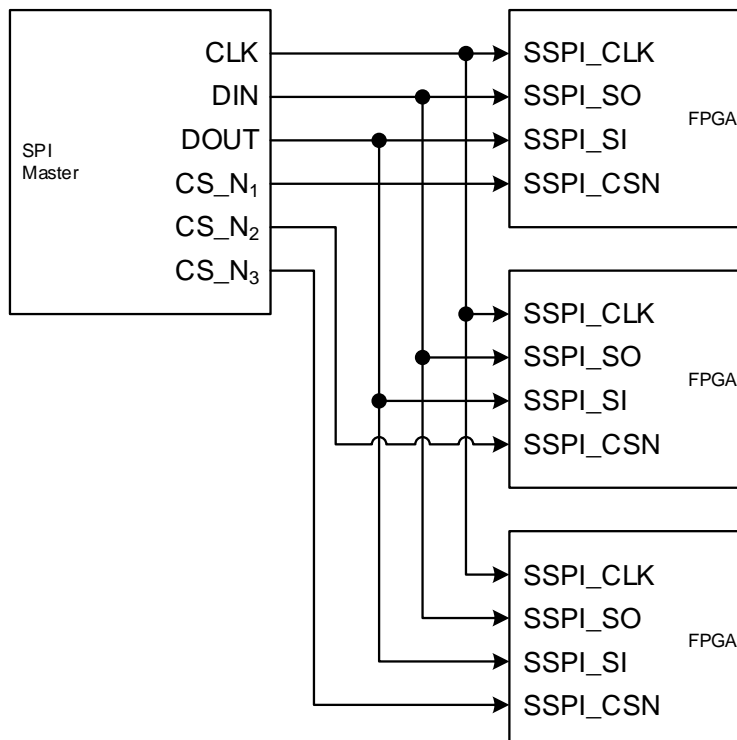 CLK
DIN
DOUT
CS_N₁
CS_N₂
CS_N₃
SPI
Master
SSPI_CLK
SSPI_SO
SSPI_SI
SSPI_CSN
FPGA
SSPI_CLK
SSPI_SO
SSPI_SI
SSPI_CSN
FPGA
SSPI_CLK
SSPI_SO
SSPI_SI
SSPI_CSN
FPGA